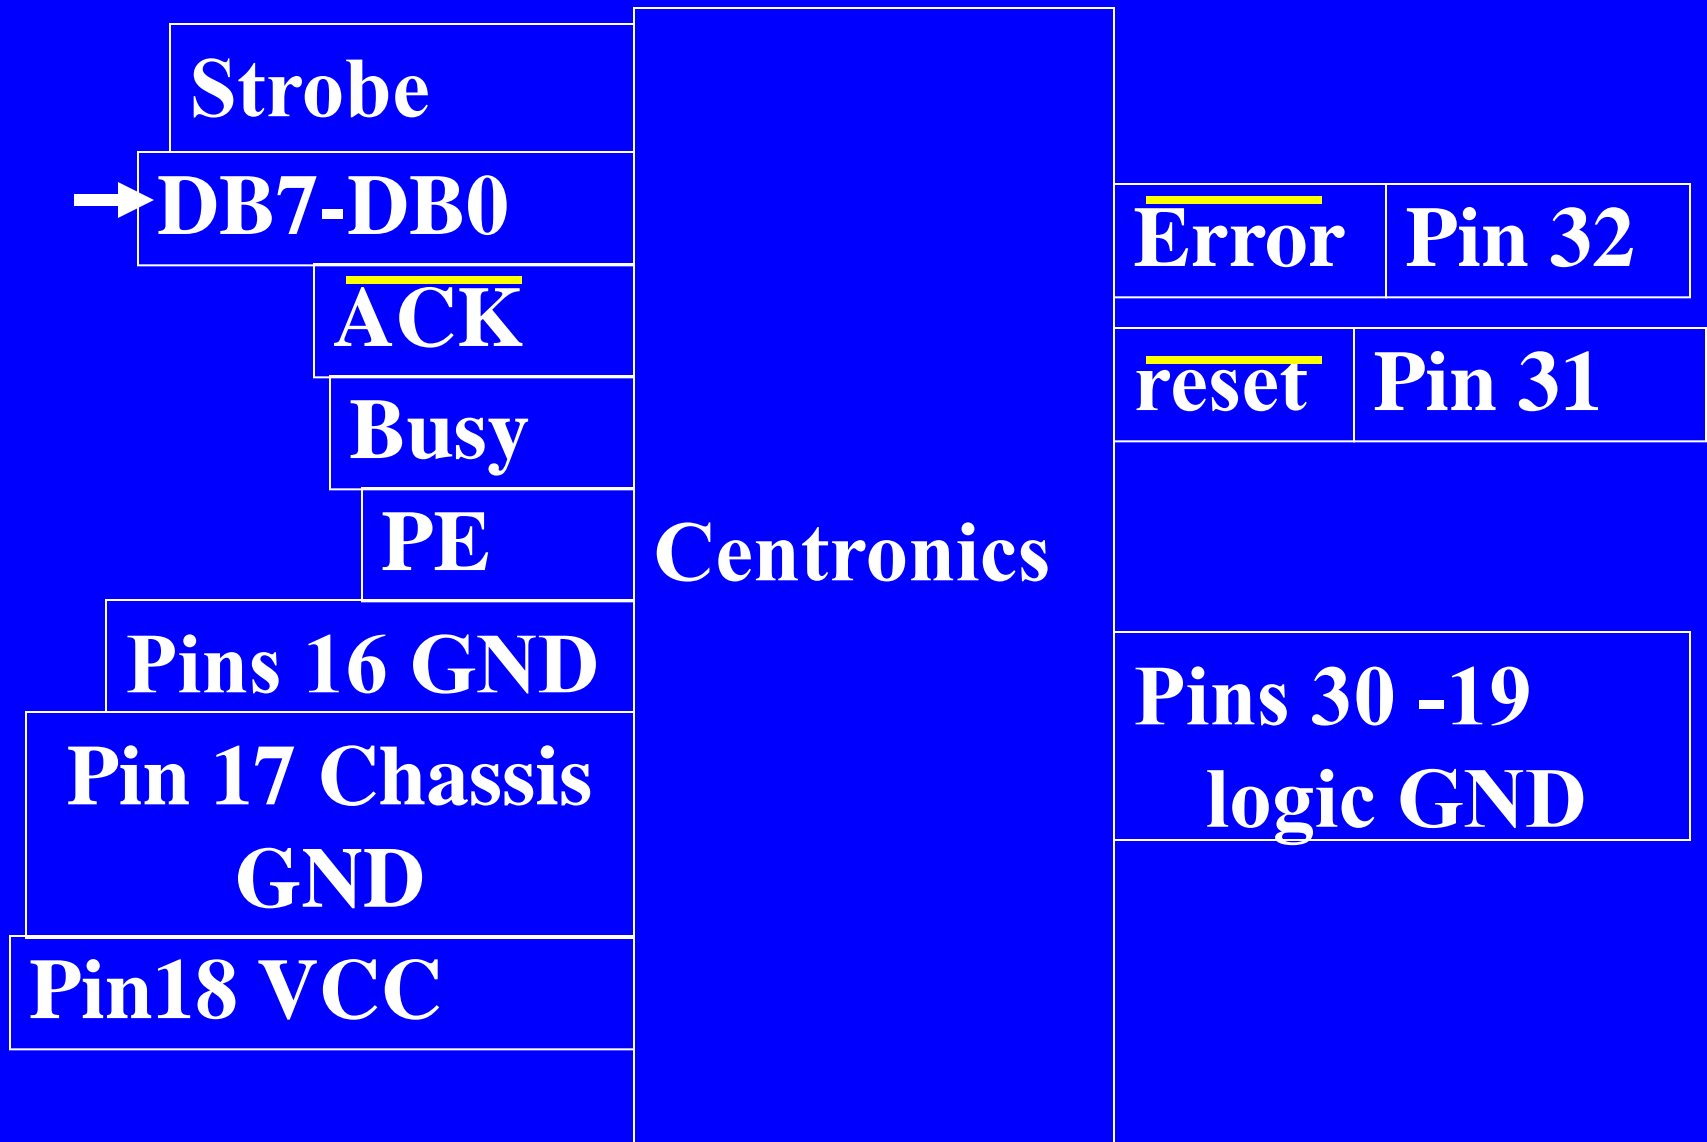 Strobe
DB7-DB0
ACK
Busy
PE
Pins 16 GND
Pin 17 Chassis
GND
Pin18 VCC
Centronics
Error Pin 32
reset Pin 31
Pins 30 -19
logic GND